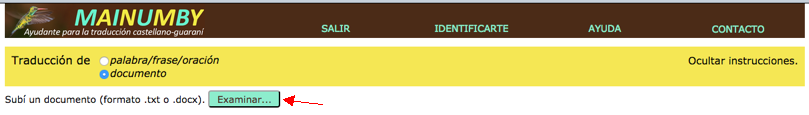 MAINUMBY
Ayudante para la traducción castellano-guaraní
SALIR IDENTIFICARTE AYUDA CONTACTO
Traducción de palabra/frase/oración Ocultar instrucciones.
documento
Subí un documento (formato .txt o .docx). Examinar...